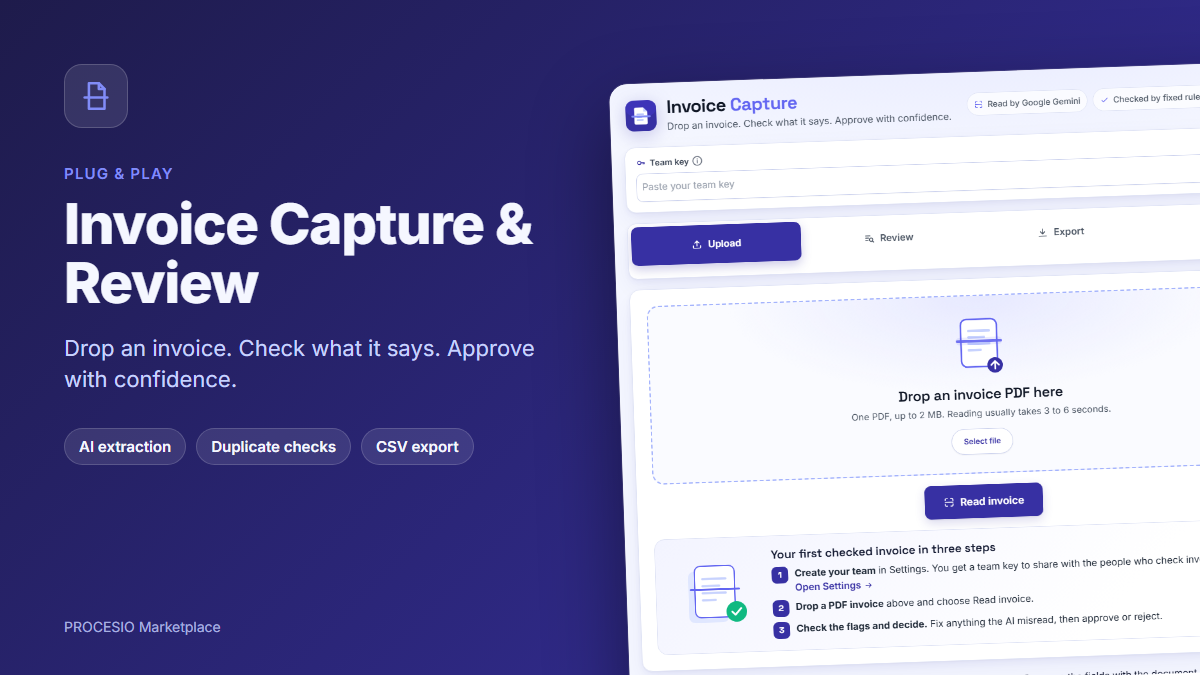 PLUG & PLAY
Invoice Capture &
Review
Drop an invoice. Check what it says. Approve
with confidence.
AI extraction
Duplicate checks
CSV export
PROCESIO Marketplace
Invoice Capture
Drop an invoice. Check what it says. Approve with confidence.
Read by Google Gemini
Checked by fixed
Team key
Paste your team key
Upload
Review
Export
Drop an invoice PDF here
One PDF, up to 2 MB. Reading usually takes 3 to 6 seconds.
Select file
Read invoice
Your first checked invoice in three steps
1 Create your team in Settings. You get a team key to share with the people who check
Open Settings →
2 Drop a PDF invoice above and choose Read invoice.
3 Check the flags and decide. Fix anything the AI misread, then approve or reject.